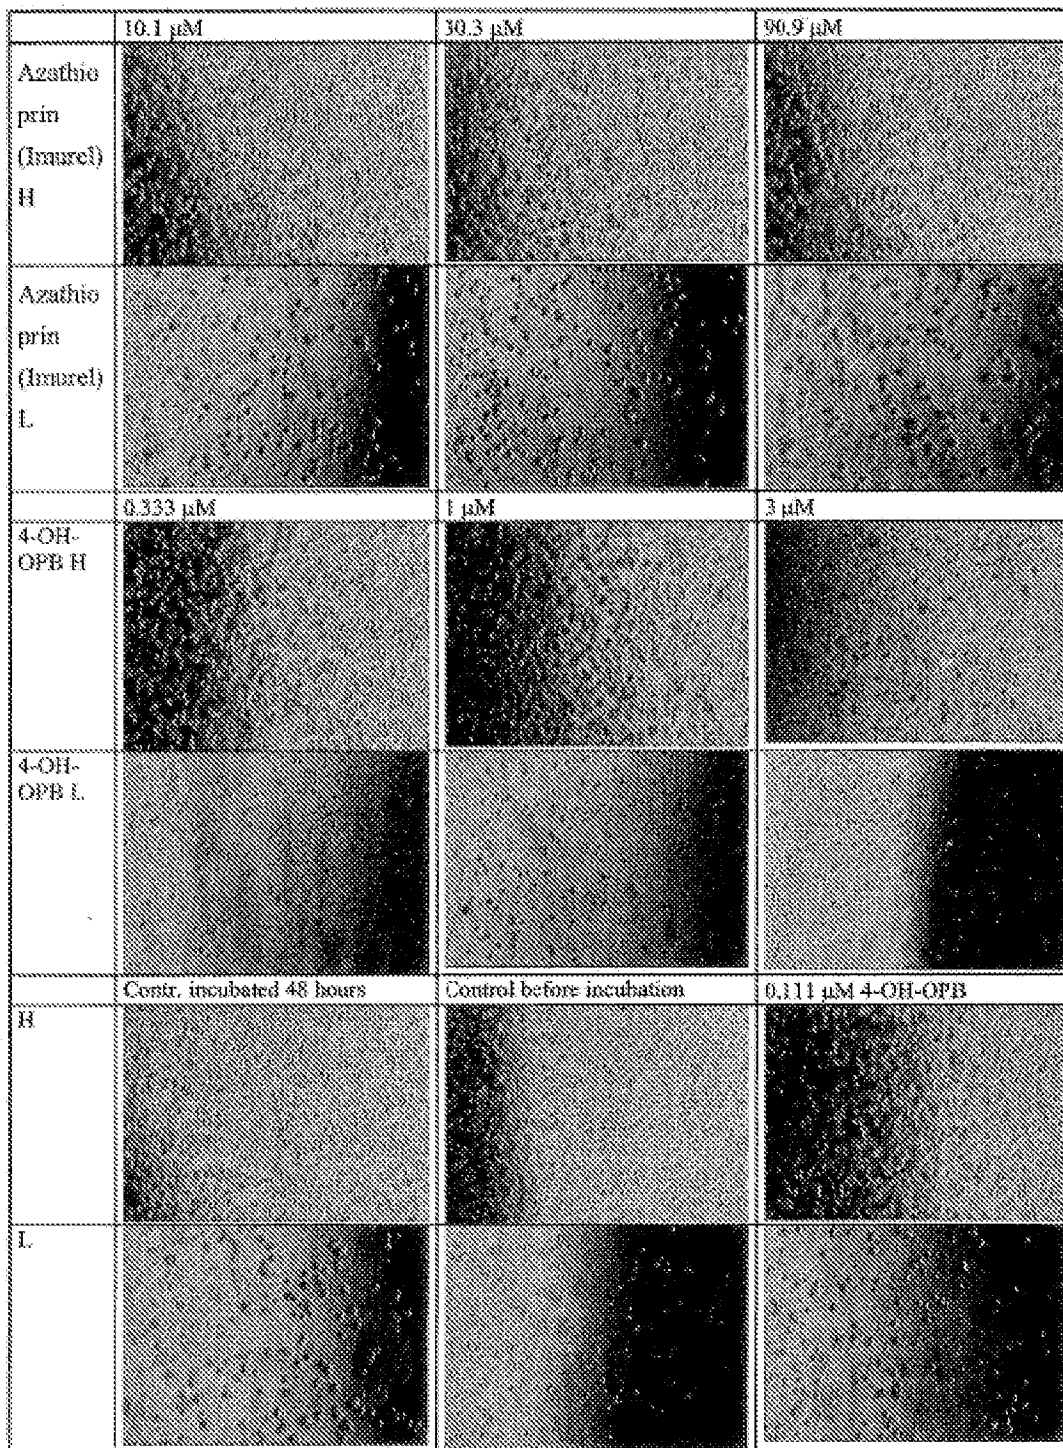 10.1 µM 30.3 µM 90.9 µM
Azathio
prin
(Imurel)
H
Azathio
prin
(Imurel)
L
0.333 µM 1 µM 3 µM
4-OH-
OPB H
4-OH-
OPB L
Contr. incubated 48 hours Control before incubation 0.111 µM 4-OH-OPB
H
L